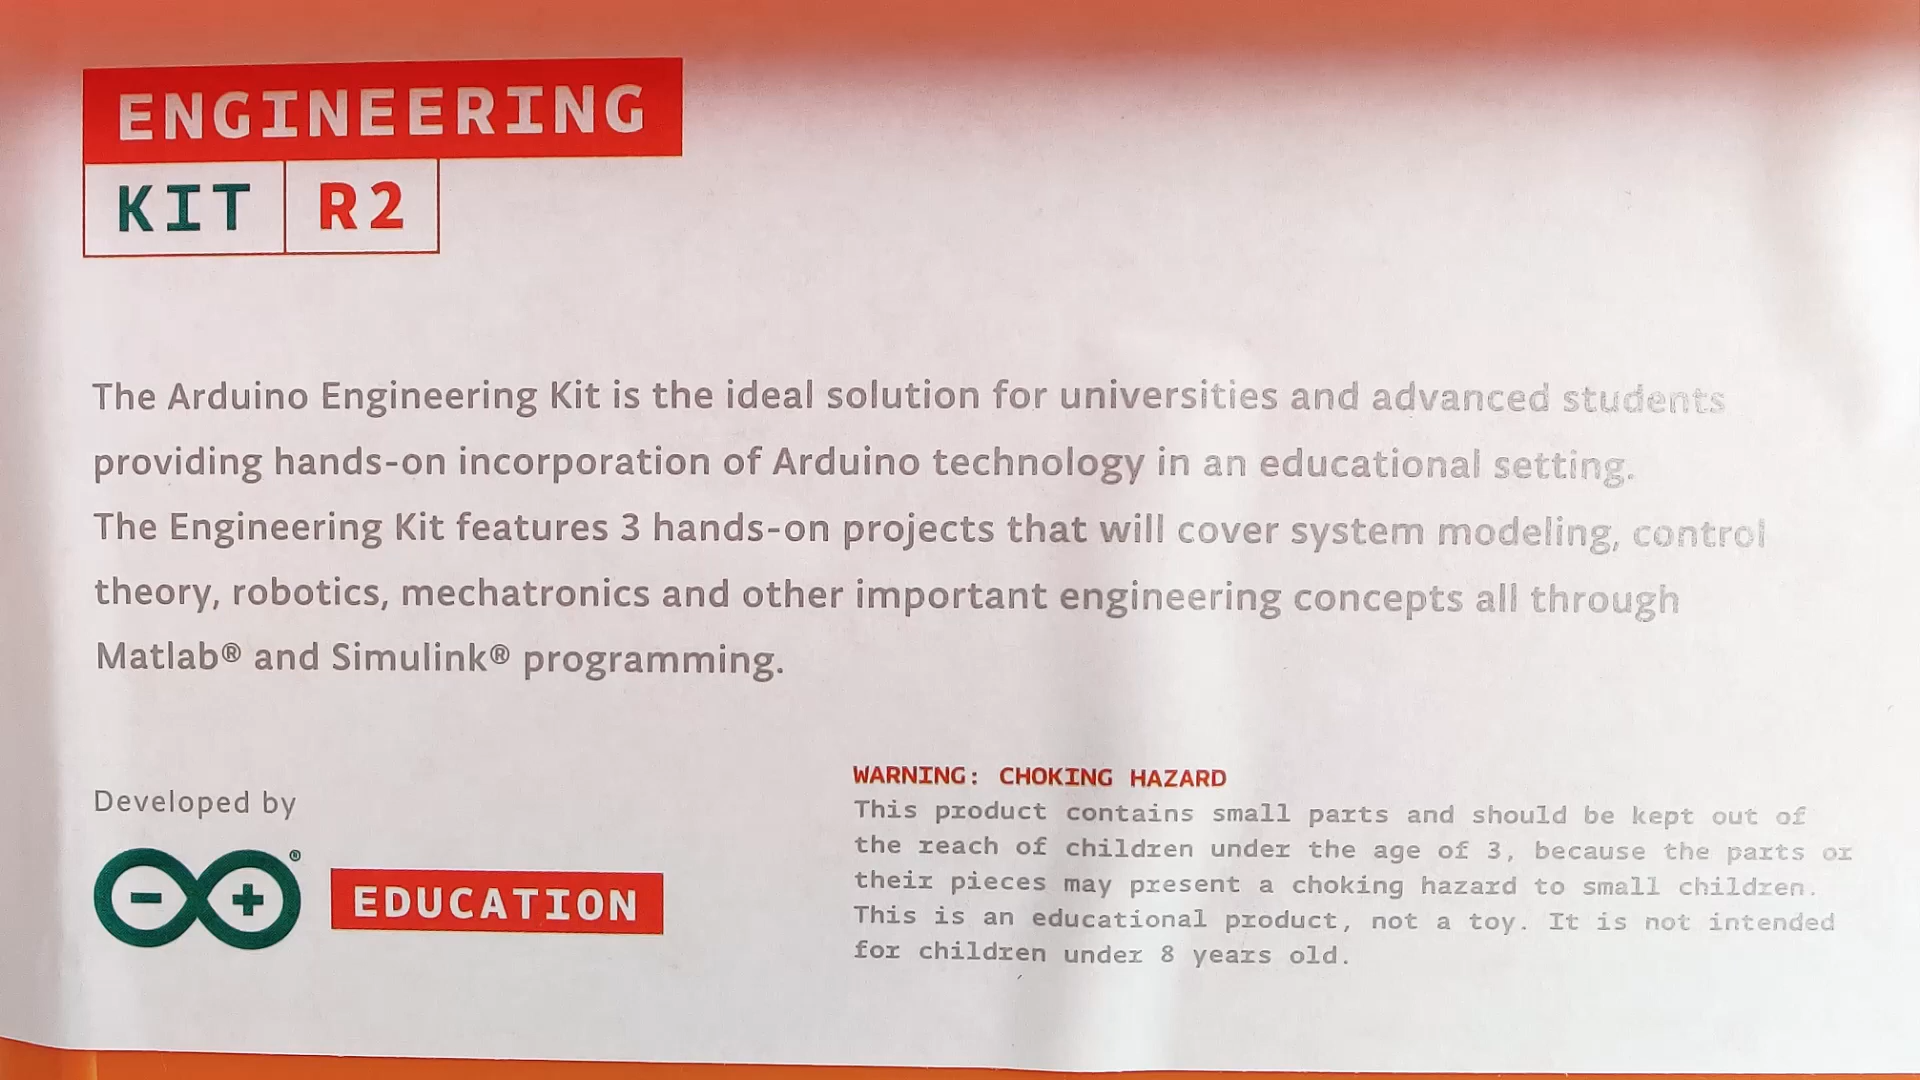 ENGINEERING
KIT R2
The Arduino Engineering Kit is the ideal solution for universities and advanced students
providing hands-on incorporation of Arduino technology in an educational setting.
The Engineering Kit features 3 hands-on projects that will cover system modeling, control
theory, robotics, mechatronics and other important engineering concepts all through
Matlab® and Simulink® programming.
Developed by
®
EDUCATION
WARNING: CHOKING HAZARD
This product contains small parts and should be kept out of
the reach of children under the age of 3, because the parts or
their pieces may present a choking hazard to small children.
This is an educational product, not a toy. It is not intended
for children under 8 years old.